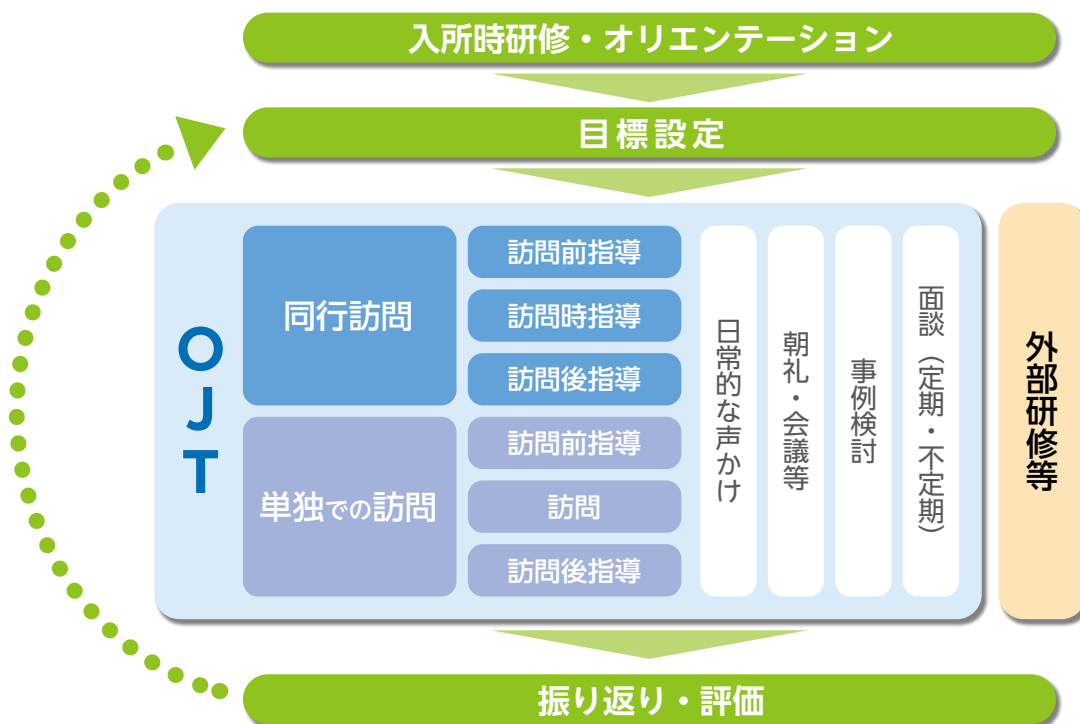 入所時研修・オリエンテーション
目標設定
OJT
同行訪問
訪問前指導
訪問時指導
訪問後指導
単独での訪問
訪問前指導
訪問
訪問後指導
日常的な声かけ
朝礼・会議等
事例検討
面談（定期・不定期）
外部研修等
振り返り・評価